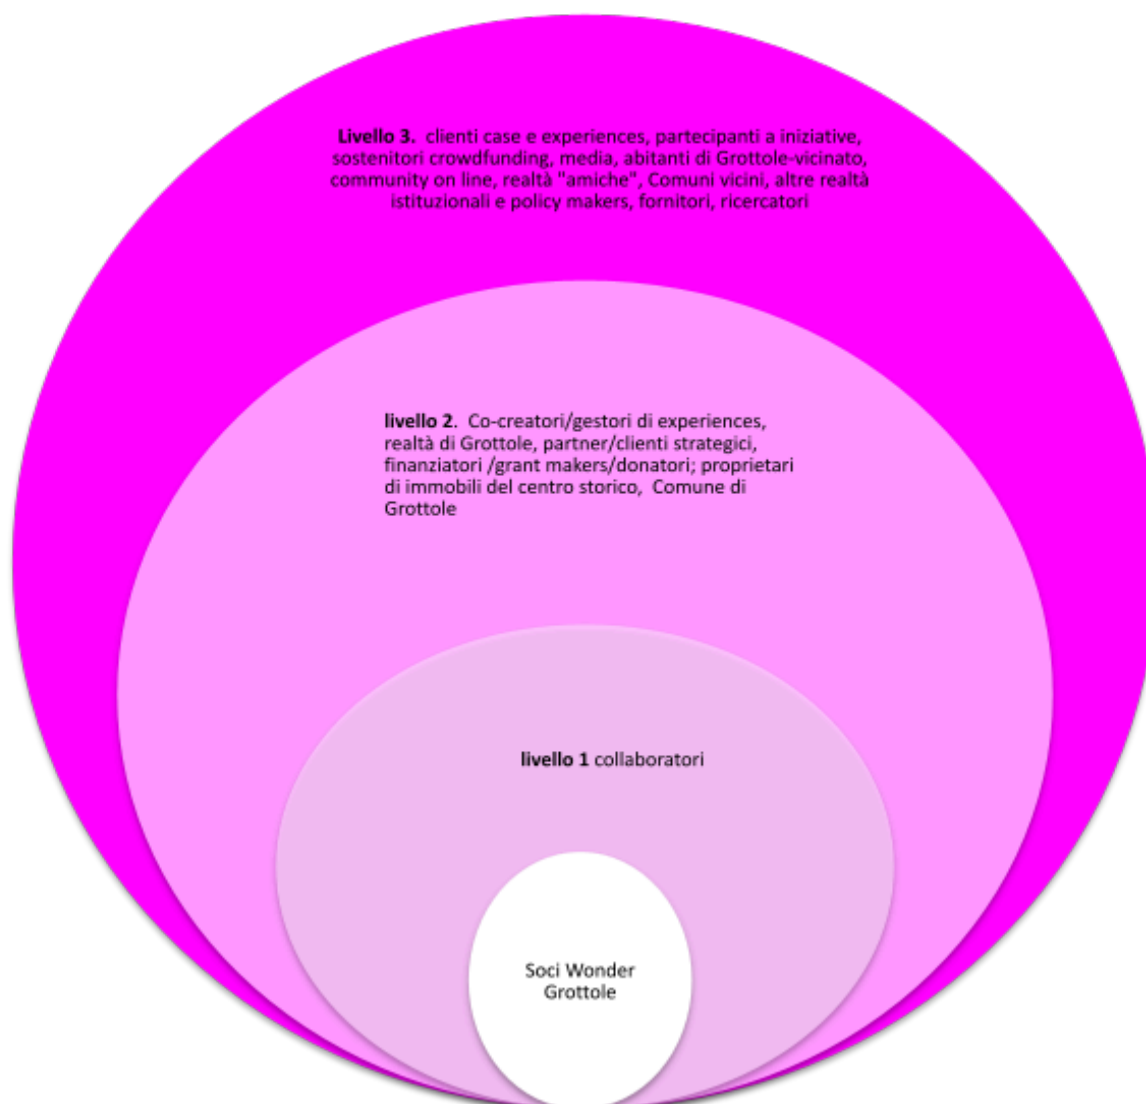 Livello 3.  clienti case e experiences, partecipanti a iniziative,
sostenitori crowdfunding, media, abitanti di Grottole-vicinato,
community on line, realtà "amiche", Comuni vicini, altre realtà
istituzionali e policy makers, fornitori, ricercatori
livello 2.  Co-creatori/gestori di experiences,
realtà di Grottole, partner/clienti strategici,
finanziatori /grant makers/donatori; proprietari
di immobili del centro storico,  Comune di
Grottole
livello 1 collaboratori
Soci Wonder
Grottole